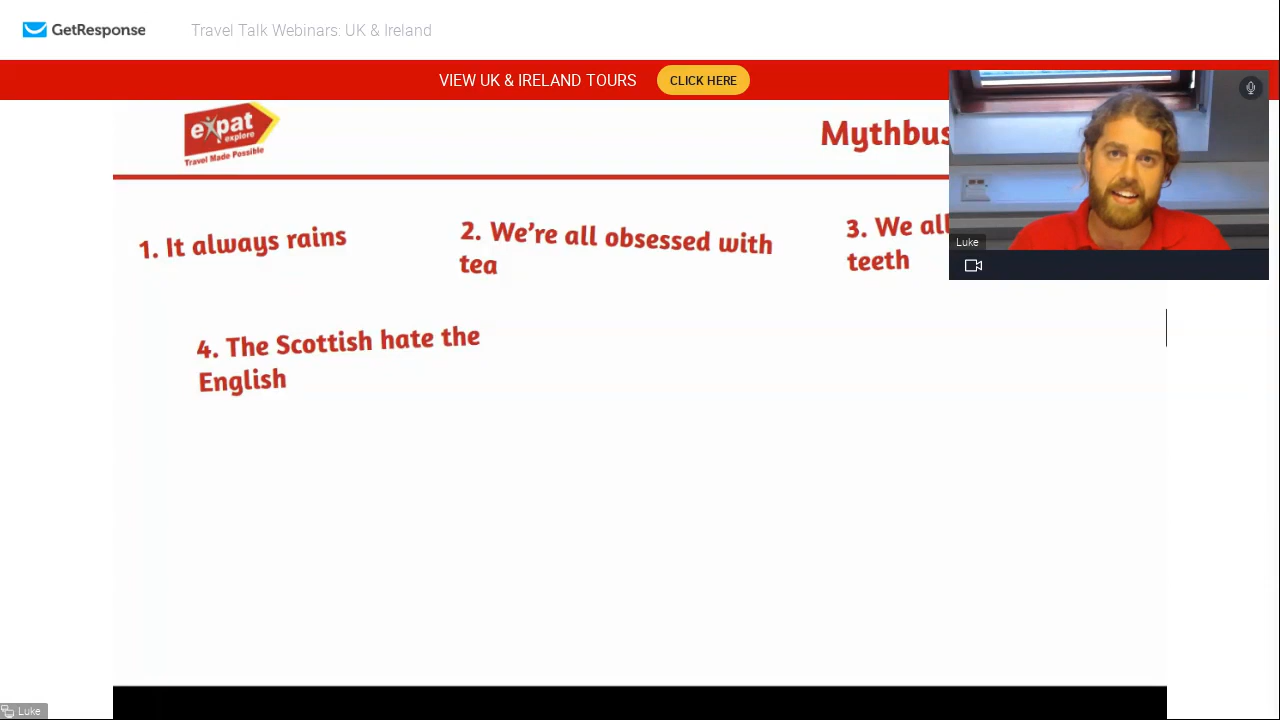 GetResponse
Travel Talk Webinars: UK & Ireland
VIEW UK & IRELAND TOURS
CLICK HERE
expat
explore
Travel Made Possible
Mythbus
1. It always rains
2. We're all obsessed with
tea
3. We all
teeth
Luke
4. The Scottish hate the
English
Luke